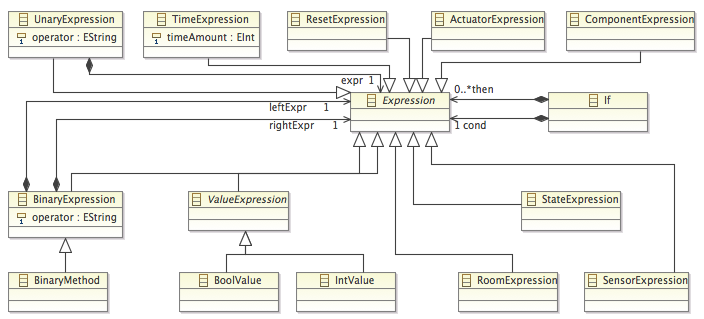 UnaryExpression
operator : EString
TimeExpression
timeAmount : EInt
ResetExpression
ActuatorExpression
ComponentExpression
expr 1
Expression
0..*then
If
leftExpr 1
rightExpr 1
1 cond
BinaryExpression
operator : EString
ValueExpression
StateExpression
BinaryMethod
BoolValue
IntValue
RoomExpression
SensorExpression